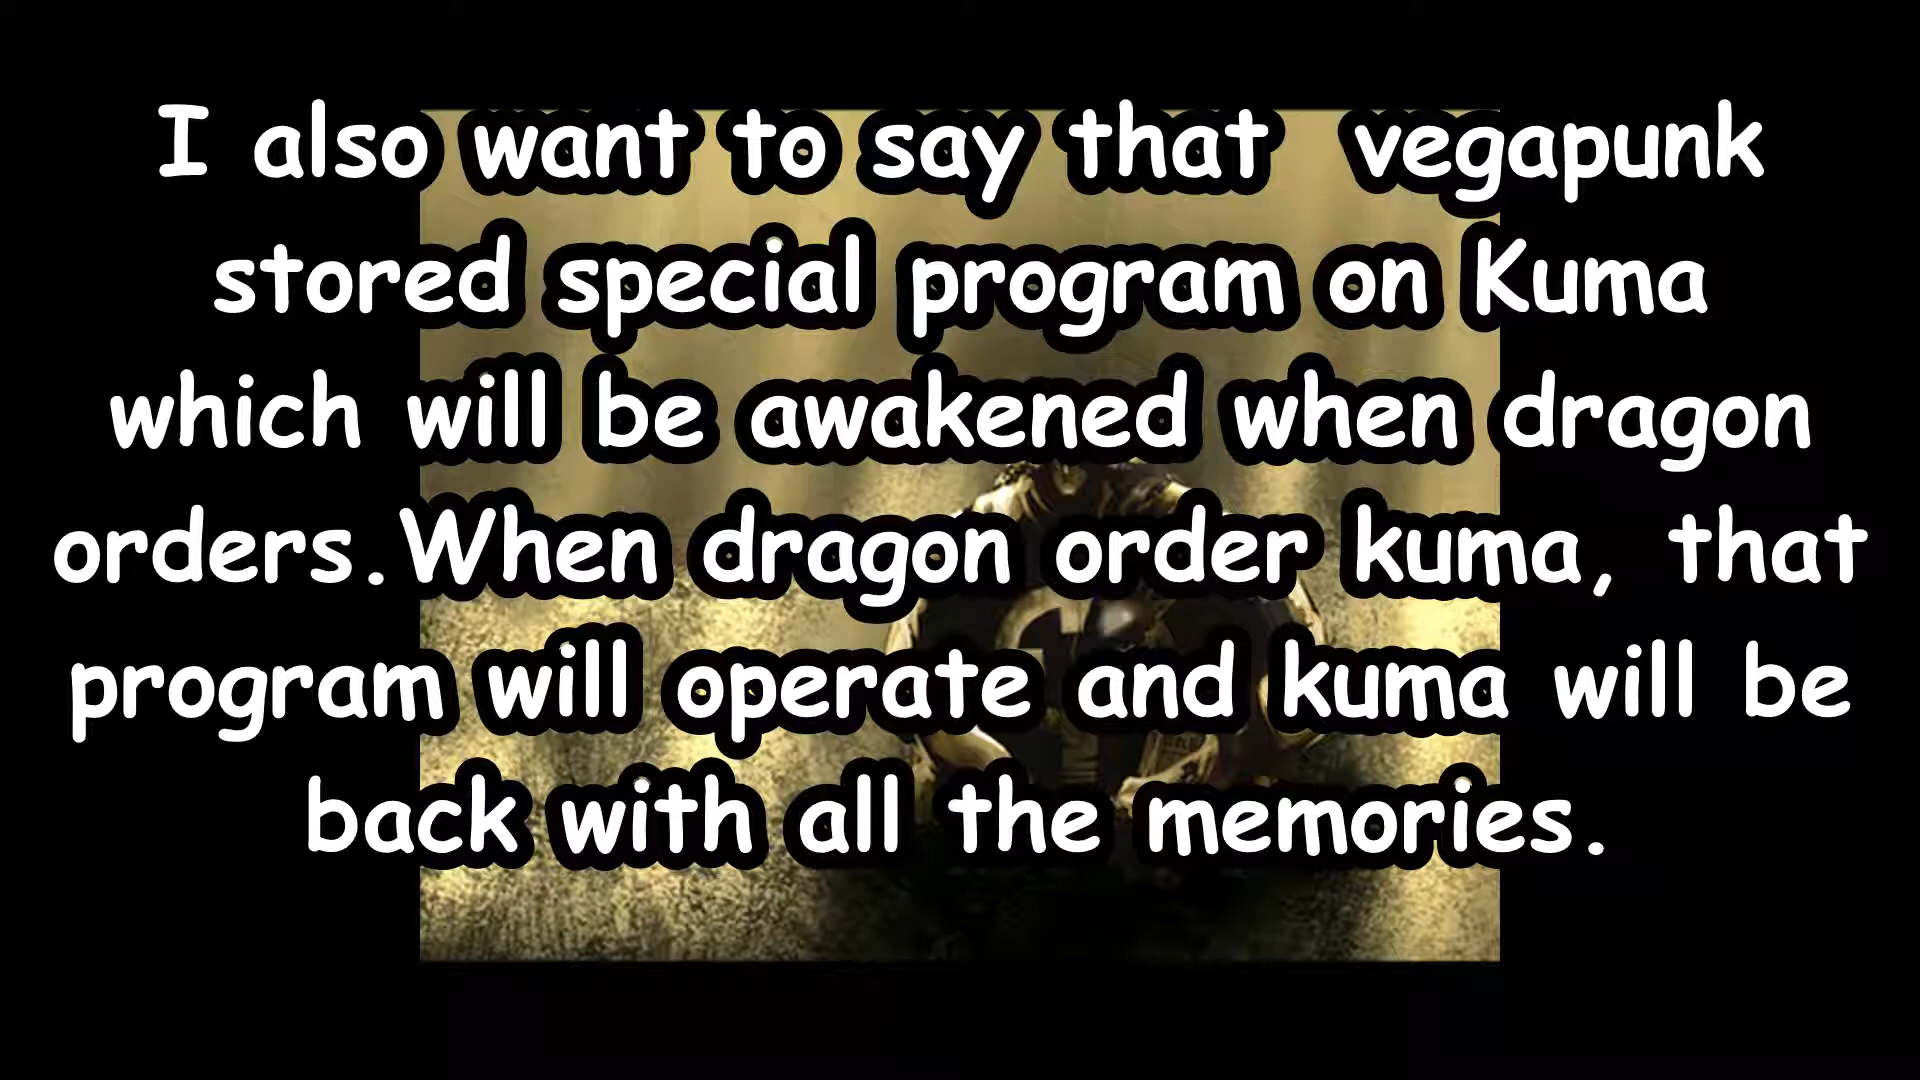 I also want to say that vegapunk
stored special program on Kuma
which will be awakened when dragon
orders.When dragon order kuma, that
program will operate and kuma will be
back with all the memories.